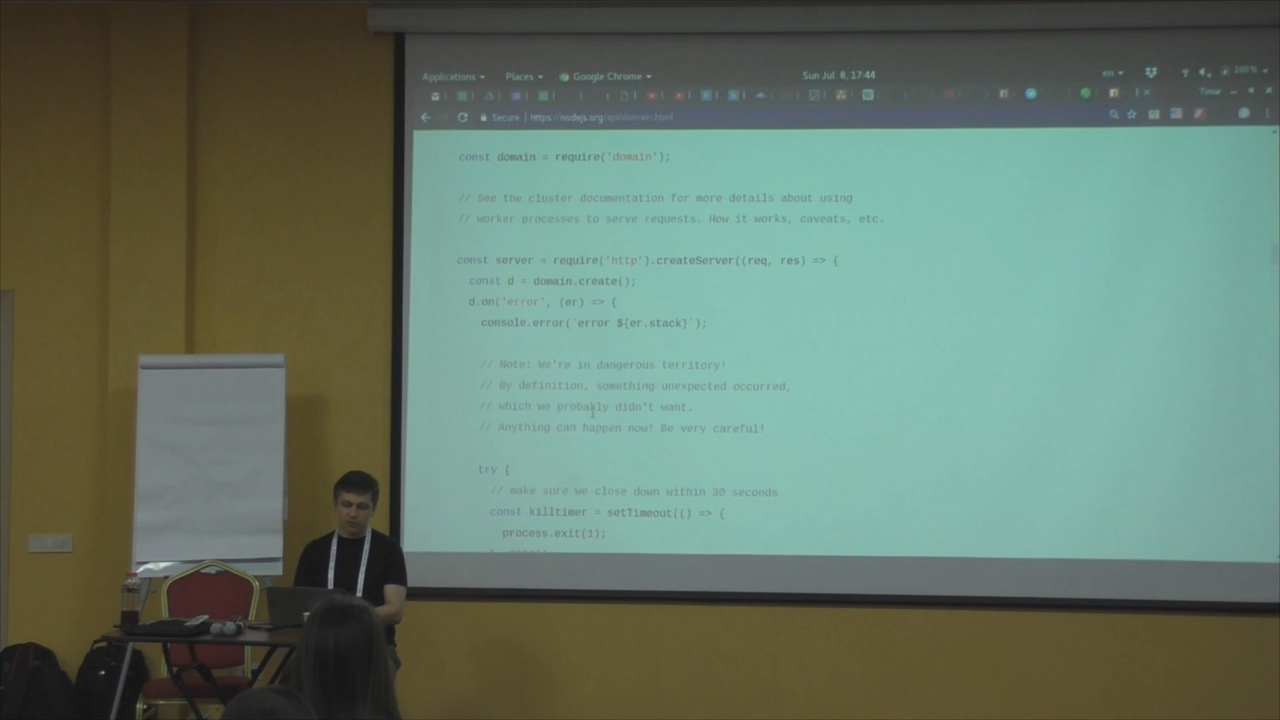 Applications Places Google Chrome Sun Jul 8, 17:44 en 100%
Timur
Secure https://nodejs.org/api/domain.html
const domain = require('domain');
// See the cluster documentation for more details about using
// worker processes to serve requests. How it works, caveats, etc.
const server = require('http').createServer((req, res) => {
const d = domain.create();
d.on('error', (er) => {
console.error(`error ${er.stack}`);
// Note: We're in dangerous territory!
// By definition, something unexpected occurred,
// which we probably didn't want.
// Anything can happen now! Be very careful!
try {
// make sure we close down within 30 seconds
const killtimer = setTimeout(() => {
process.exit(1);